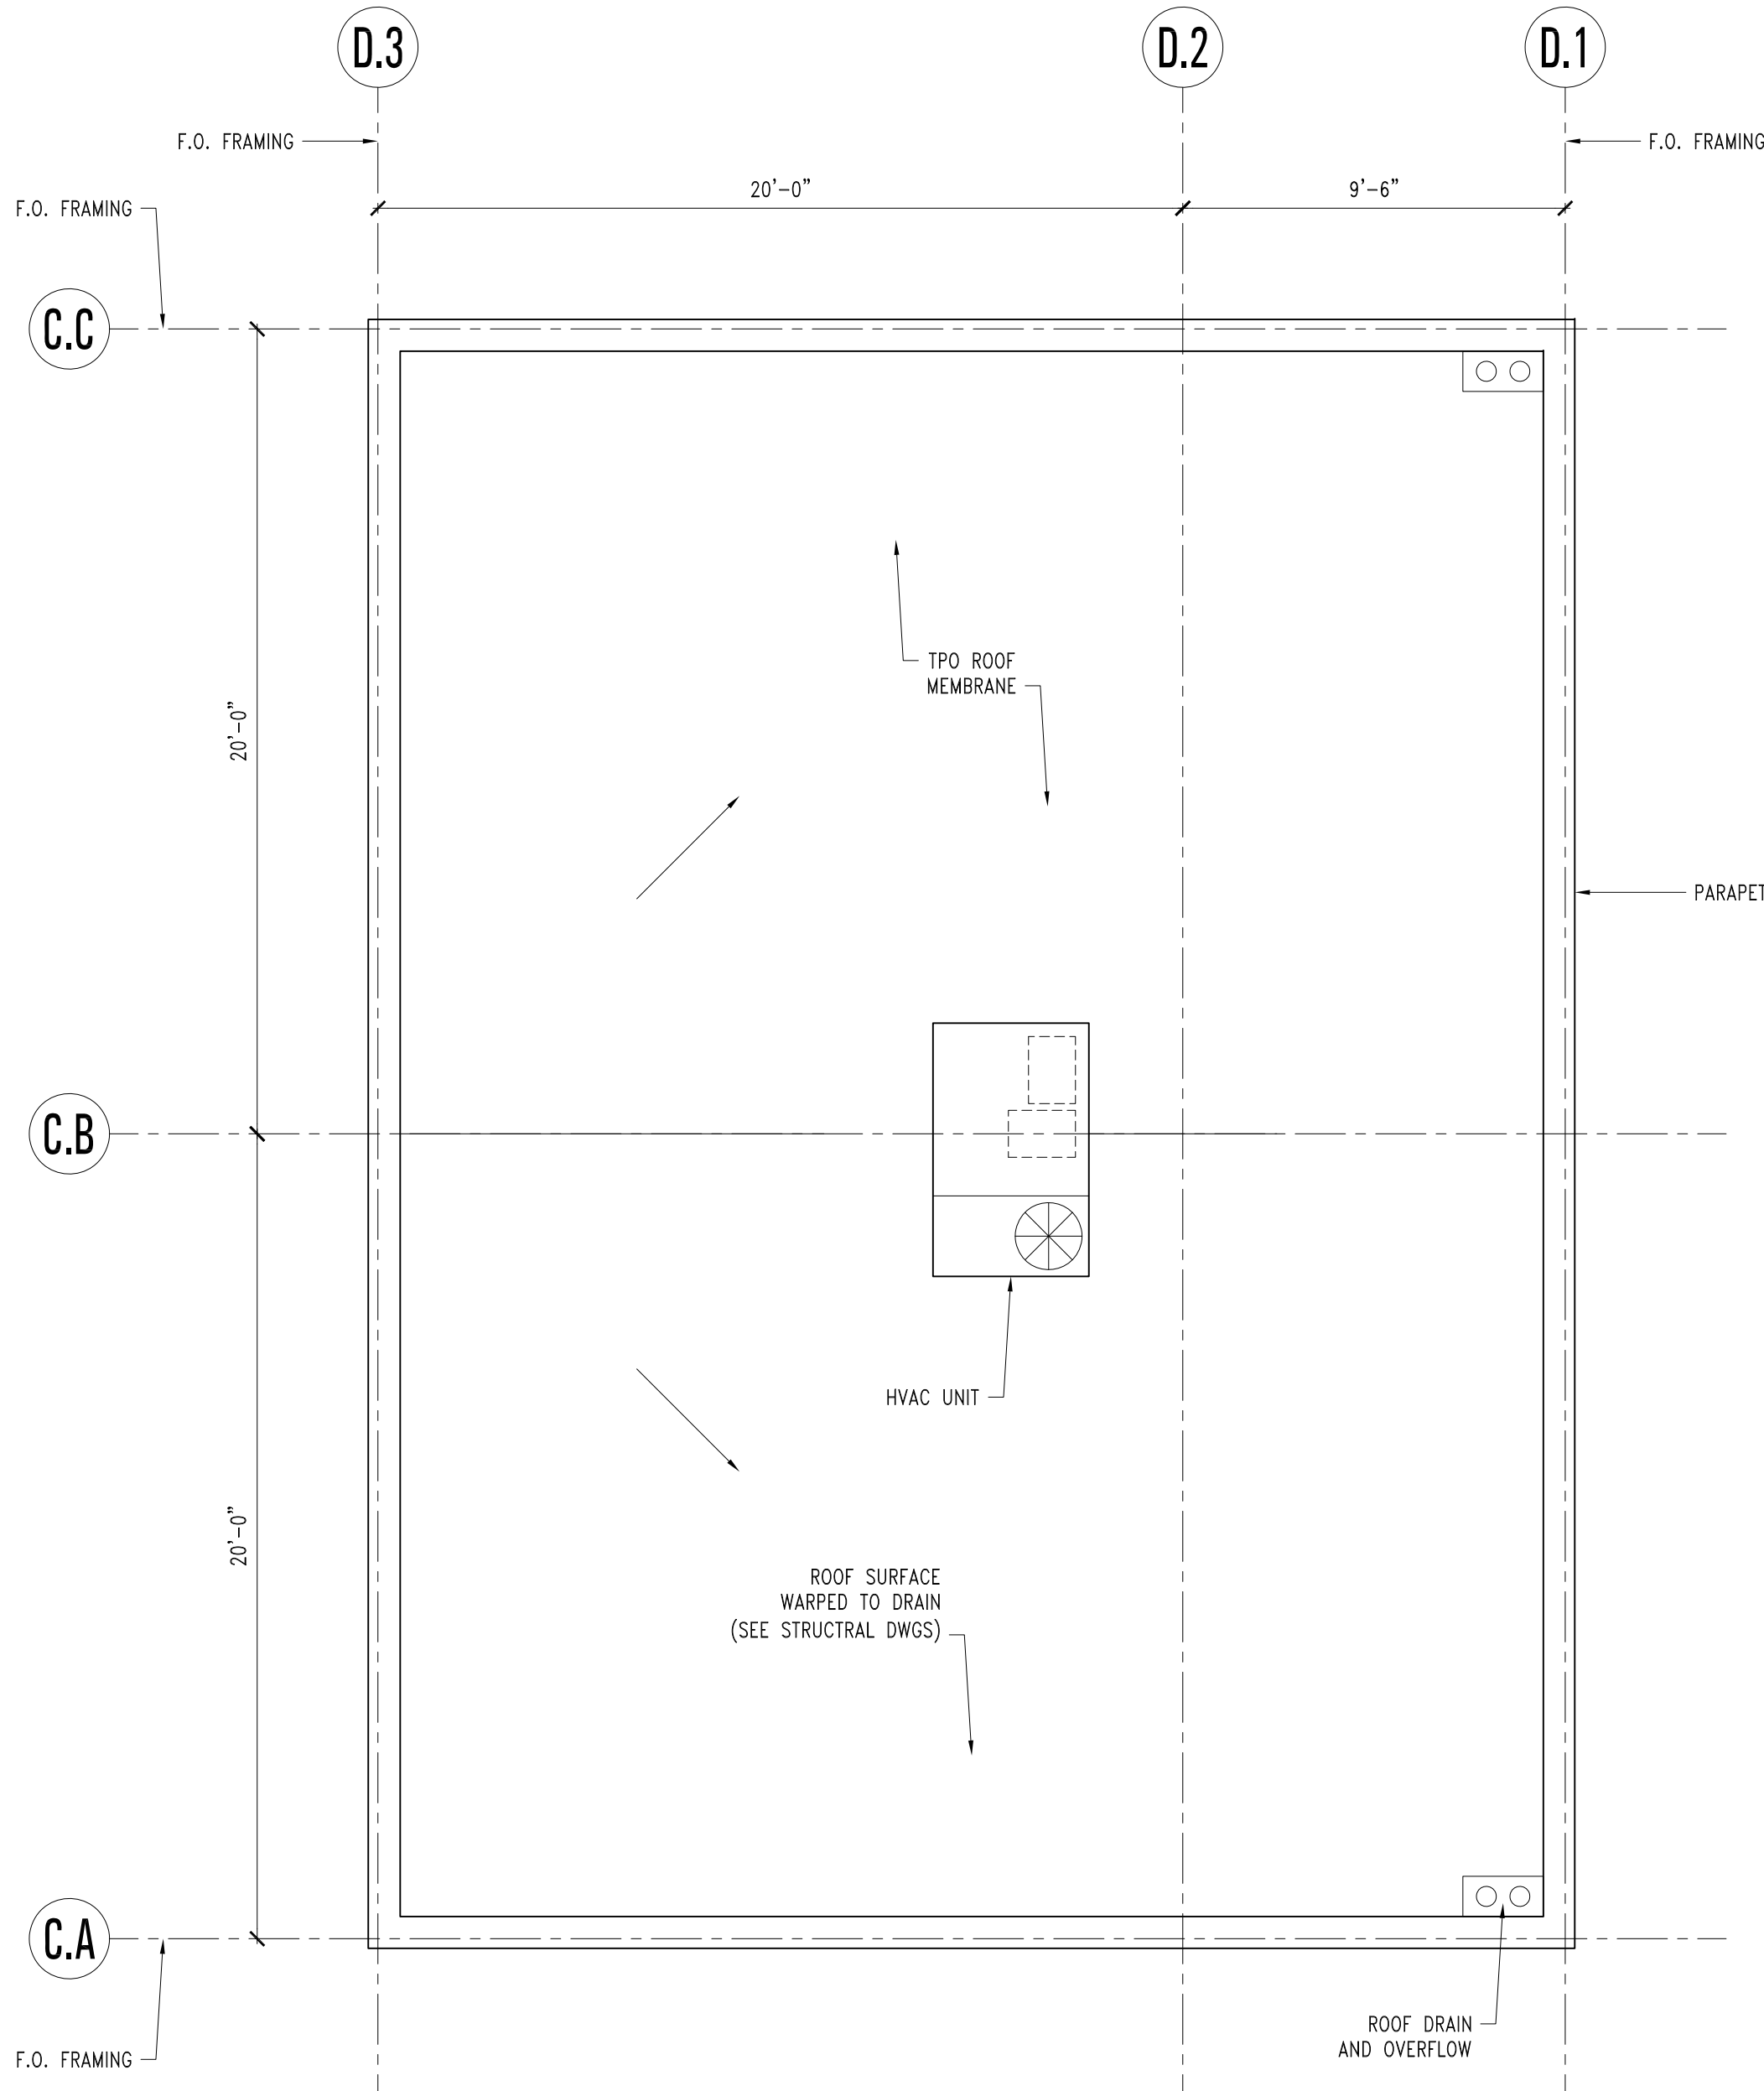 D.3
D.2
D.1
F.O. FRAMING
F.O. FRAMING
20'-0"
9'-6"
F.O. FRAMING
C.C
TPO ROOF
MEMBRANE
20'-0"
PARAPET
C.B
HVAC UNIT
20'-0"
ROOF SURFACE
WARPED TO DRAIN
(SEE STRUCTRAL DWGS)
C.A
ROOF DRAIN
AND OVERFLOW
F.O. FRAMING